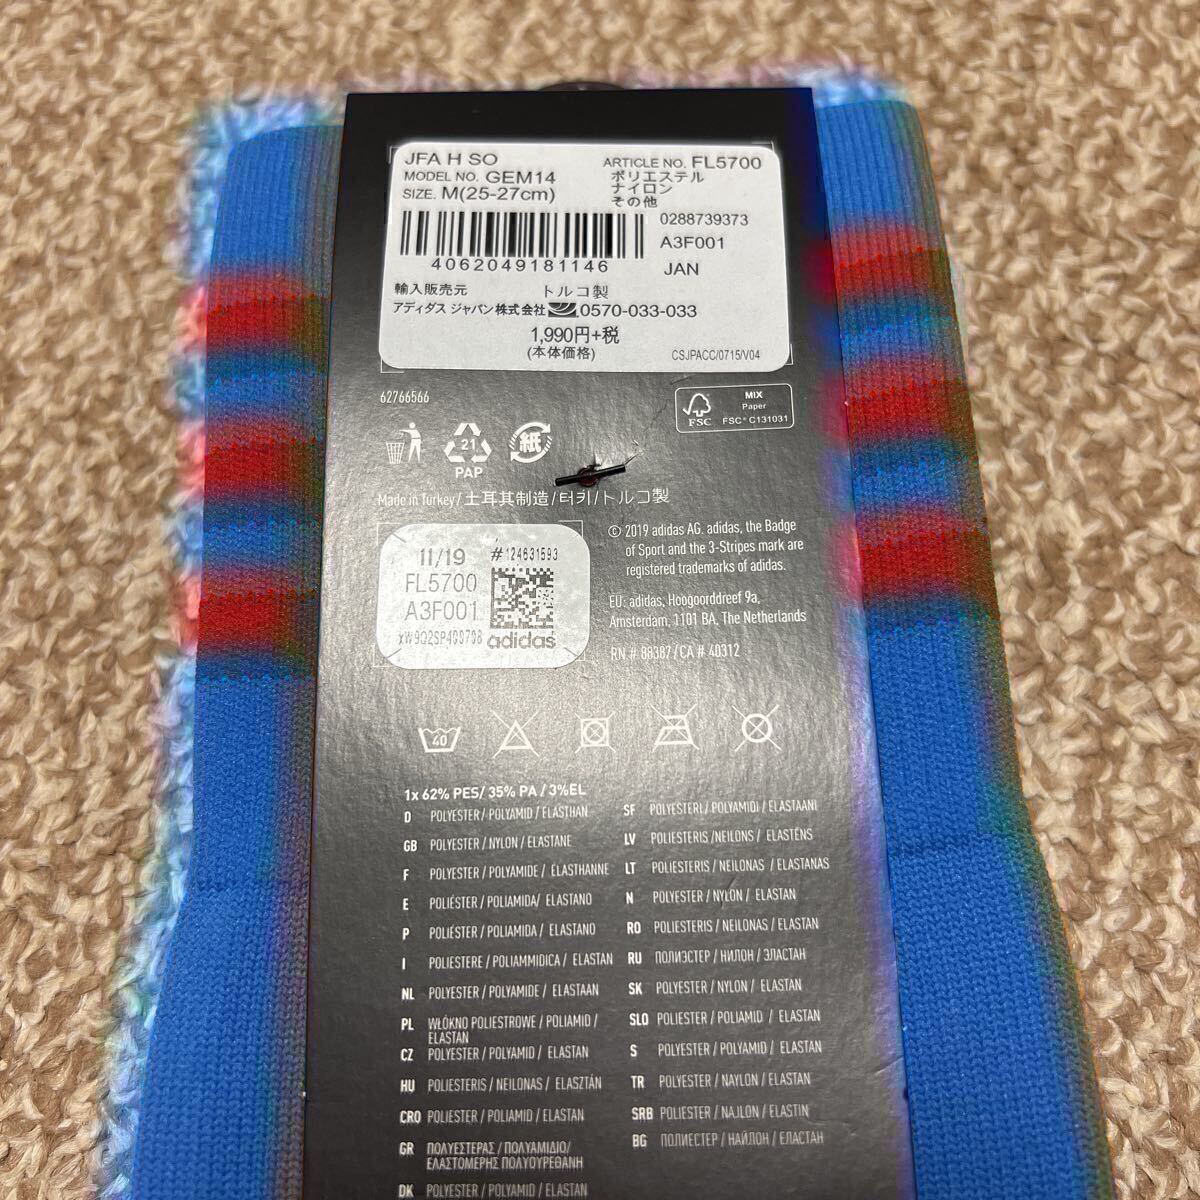 JFA H SO
ARTICLE NO. FL5700
MODEL NO. GEM14
ポリエステル
ナイロン
その他
SIZE. M(25-27cm)
0288739373
A3F001
JAN
4062049181146
輸入販売元
トルコ製
アディダス ジャパン株式会社 0570-033-033
1,990円+税
(本体価格)
CSJPACC/0715/V04
62766566
MIX
Paper
FSC
FSC® C131031
21
PAP
紙
Made in Turkey/土耳其制造/터키/トルコ製
11/19
#124631593
FL5700
A3F001
adidas
© 2019 adidas AG. adidas, the Badge
of Sport and the 3-Stripes mark are
registered trademarks of adidas.
EU: adidas, Hoogoorddreef 9a,
Amsterdam, 1101 BA, The Netherlands
RN # 88387 / CA # 40312
40
1x 62% PES/ 35% PA / 3%EL
D POLYESTER / POLYAMID / ELASTHAN
GB POLYESTER / NYLON / ELASTANE
F POLYESTER / POLYAMIDE / ELASTHANNE
E POLIÉSTER / POLIAMIDA/ ELASTANO
P POLIÉSTER / POLIAMIDA / ELASTANO
I POLIESTERE / POLIAMMIDICA / ELASTAN
NL POLYESTER / POLYAMIDE / ELASTAAN
PL WŁÓKNO POLIESTROWE / POLIAMID /
ELASTAN
CZ POLYESTER / POLYAMID / ELASTAN
HU POLIESTERIS / NEILONAS / ELASZTÁN
CRO POLIESTER / POLIAMID / ELASTAN
GR ΠΟΛΥΕΣΤΕΡΑΣ / ΠΟΛΥΑΜΙΔΙΟ/
ΕΛΑΣΤΟΜΕΡΗΣ ΠΟΛΥΟΥΡΕΘΑΝΗ
DK POLYESTER / POLYAMID / ELASTAN
SF POLYESTERI / POLYAMIDI / ELASTAANI
LV POLIESTERIS /NEILONS / ELASTĒNS
LT POLIESTERIS / NEILONAS / ELASTANAS
N POLYESTER / NYLON / ELASTAN
RO POLIESTERIS / NEILONAS / ELASTAN
RU ПОЛИЭСТЕР / НИЛОН / ЭЛАСТАН
SK POLYESTER / NYLON / ELASTAN
SLO POLIESTER / POLIAMID / ELASTAN
S POLYESTER / POLYAMID / ELASTAN
TR POLYESTER / NAYLON / ELASTAN
SRB POLIESTER / NAJLON / ELASTIN
BG ПОЛИЕСТЕР / НАЙЛОН / ЕЛАСТАН